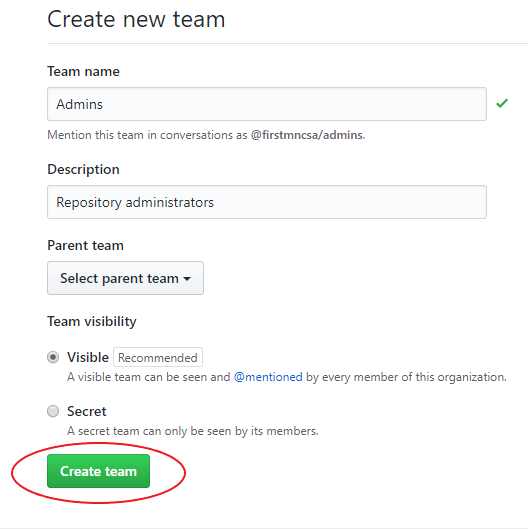 Create new team
Team name
Admins
Mention this team in conversations as @firstmncsa/admins.
Description
Repository administrators
Parent team
Select parent team
Team visibility
Visible Recommended
A visible team can be seen and @mentioned by every member of this organization.
Secret
A secret team can only be seen by its members.
Create team